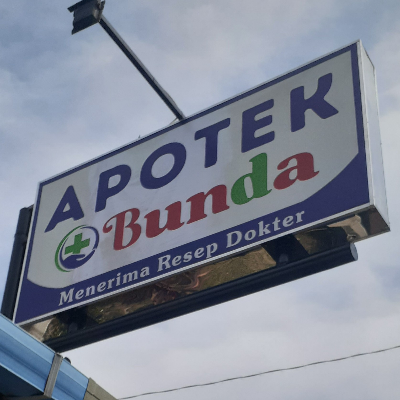 APOTEK
Bunda
Menerima Resep Dokter